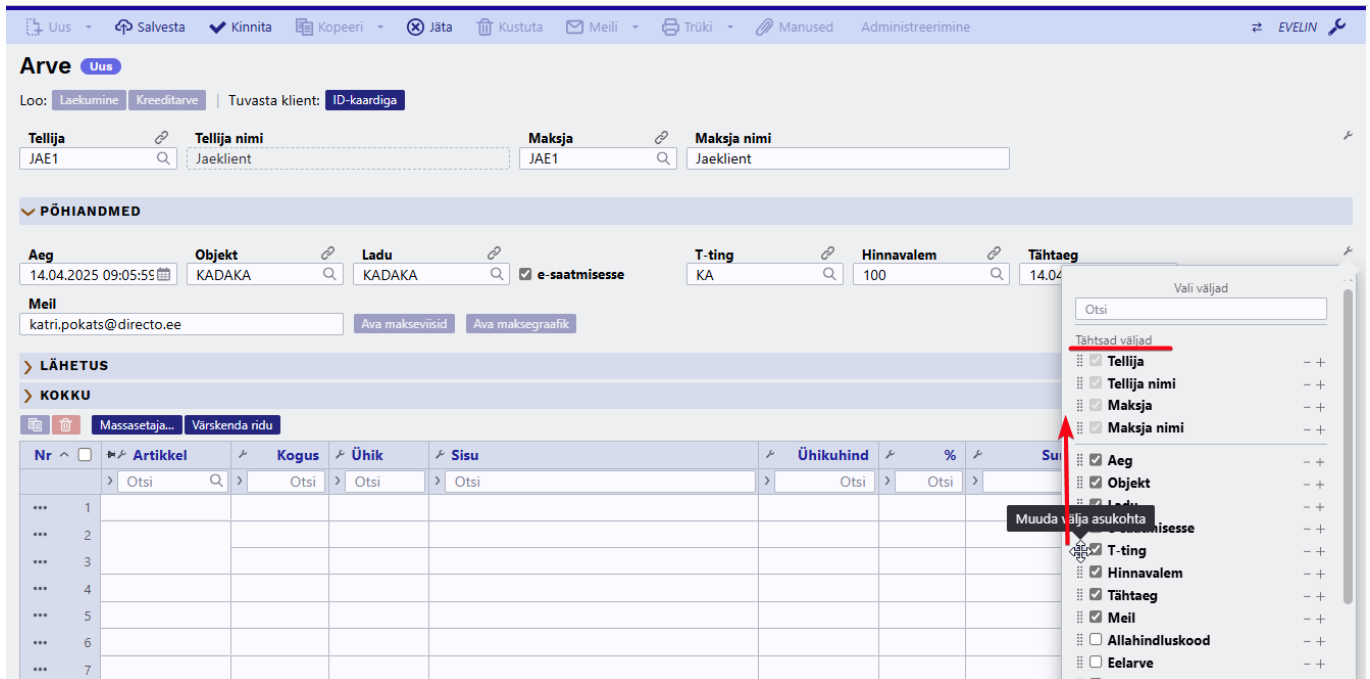 Uus Salvesta Kinnita Kopeeri Jäta Kustuta Meili Trüki Manused Administreerimine EVELIN
Arve Uus
Loo: Laekumine Kreeditarve | Tuvasta klient: ID-kaardiga
Tellija Tellija nimi Maksja Maksja nimi
JAE1 Jaeklient JAE1 Jaeklient
PÕHIANDMED
Aeg Objekt Ladu T-ting Hinnavalem Tähtaeg
14.04.2025 09:05:59 KADAKA KADAKA e-saatmisesse KA 100 14.04
Meil
katri.pokats@directo.ee Ava makseviisid Ava maksegraafik
LÄHETUS
KOKKU
Massasetaja... Värskenda ridu
Nr Artikkel Kogus Ühik Sisu Ühikuhind %
Otsi Otsi Otsi Otsi Otsi Otsi
1
2
3
4
5
6
7
Vali väljad
Otsi
Tähtsad väljad
Tellija - +
Tellija nimi - +
Maksja - +
Maksja nimi - +
Aeg - +
Objekt - +
Ladu - +
Muuda välja asukohta
- +
T-ting - +
Hinnavalem - +
Tähtaeg - +
Meil - +
Allahindluskood - +
Eelarve - +